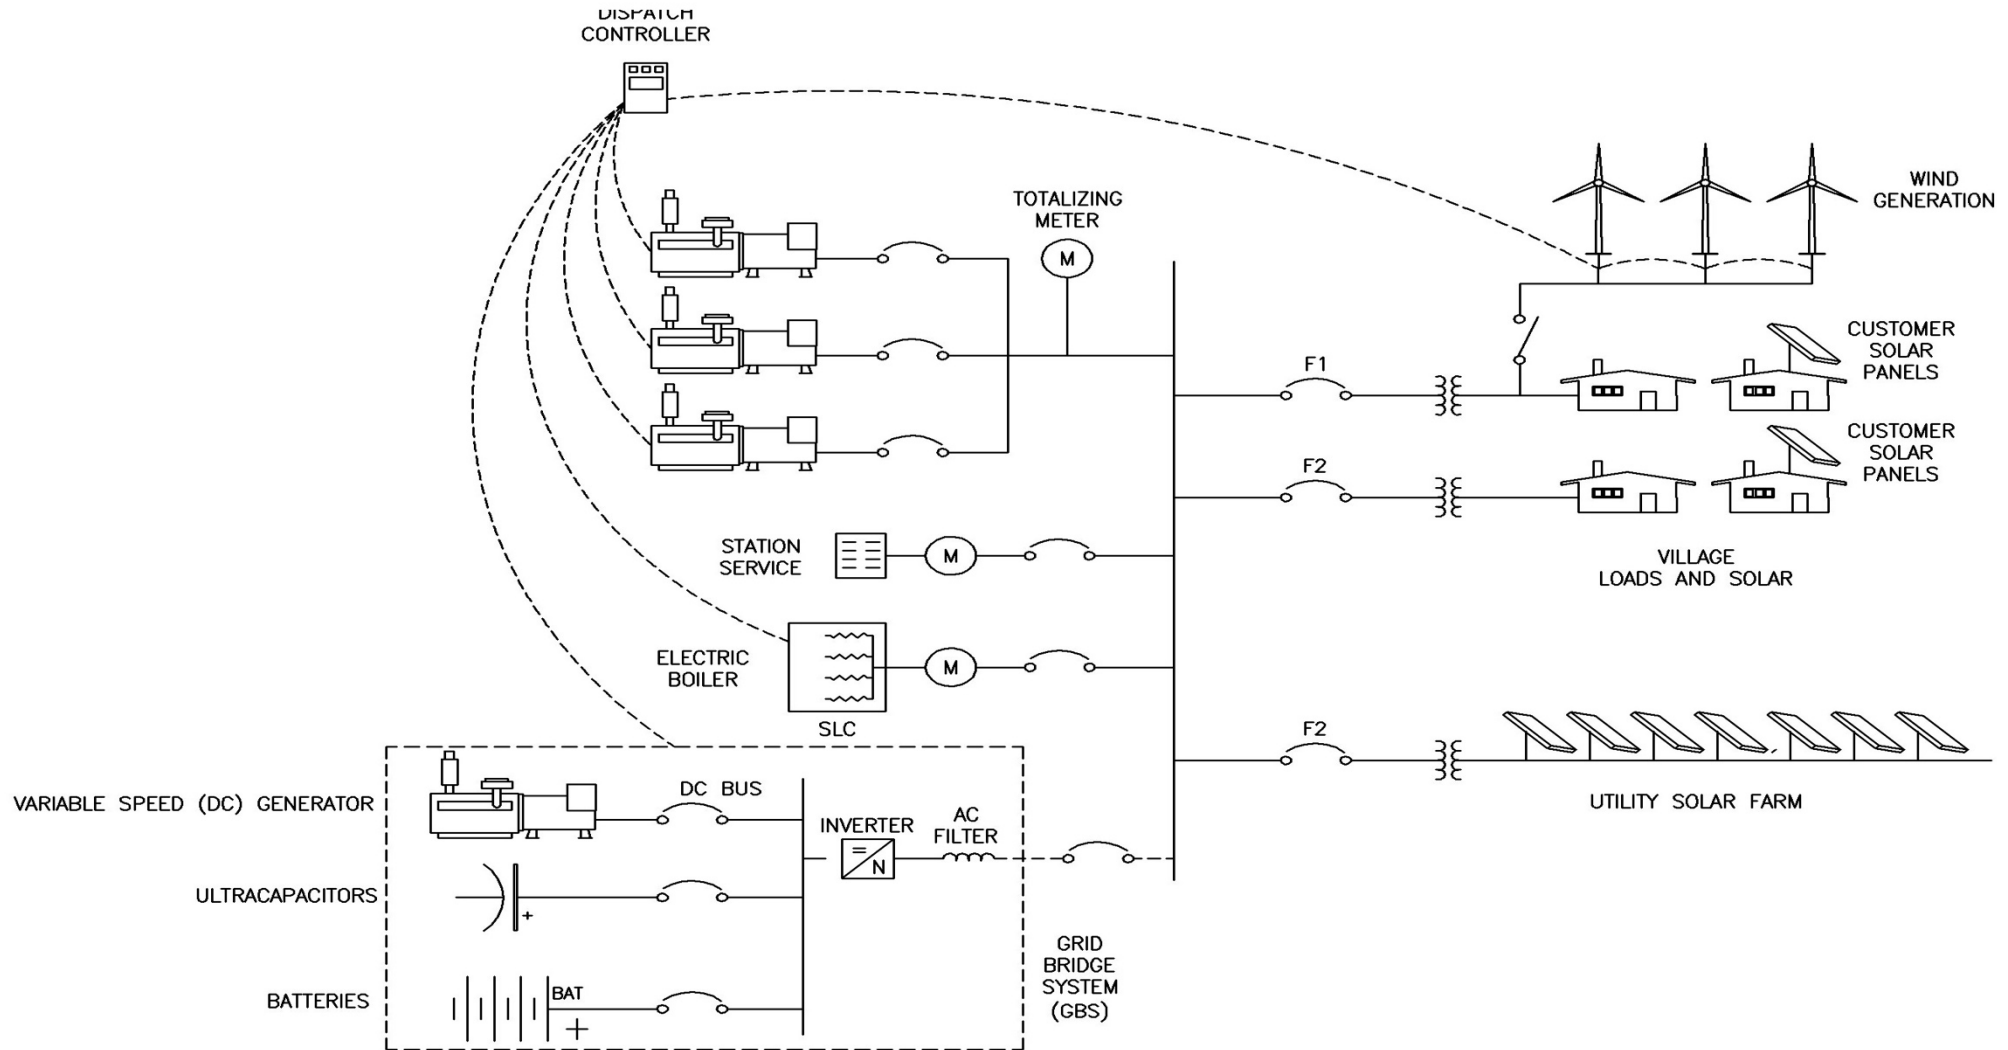 DISPATCH
CONTROLLER
TOTALIZING
METER
M
WIND
GENERATION
CUSTOMER
SOLAR
PANELS
F1
CUSTOMER
SOLAR
PANELS
F2
STATION
SERVICE
M
VILLAGE
LOADS AND SOLAR
ELECTRIC
BOILER
M
SLC
F2
UTILITY SOLAR FARM
VARIABLE SPEED (DC) GENERATOR
DC BUS
INVERTER
=
N
AC
FILTER
ULTRACAPACITORS
+
GRID
BRIDGE
SYSTEM
(GBS)
BATTERIES
BAT
+